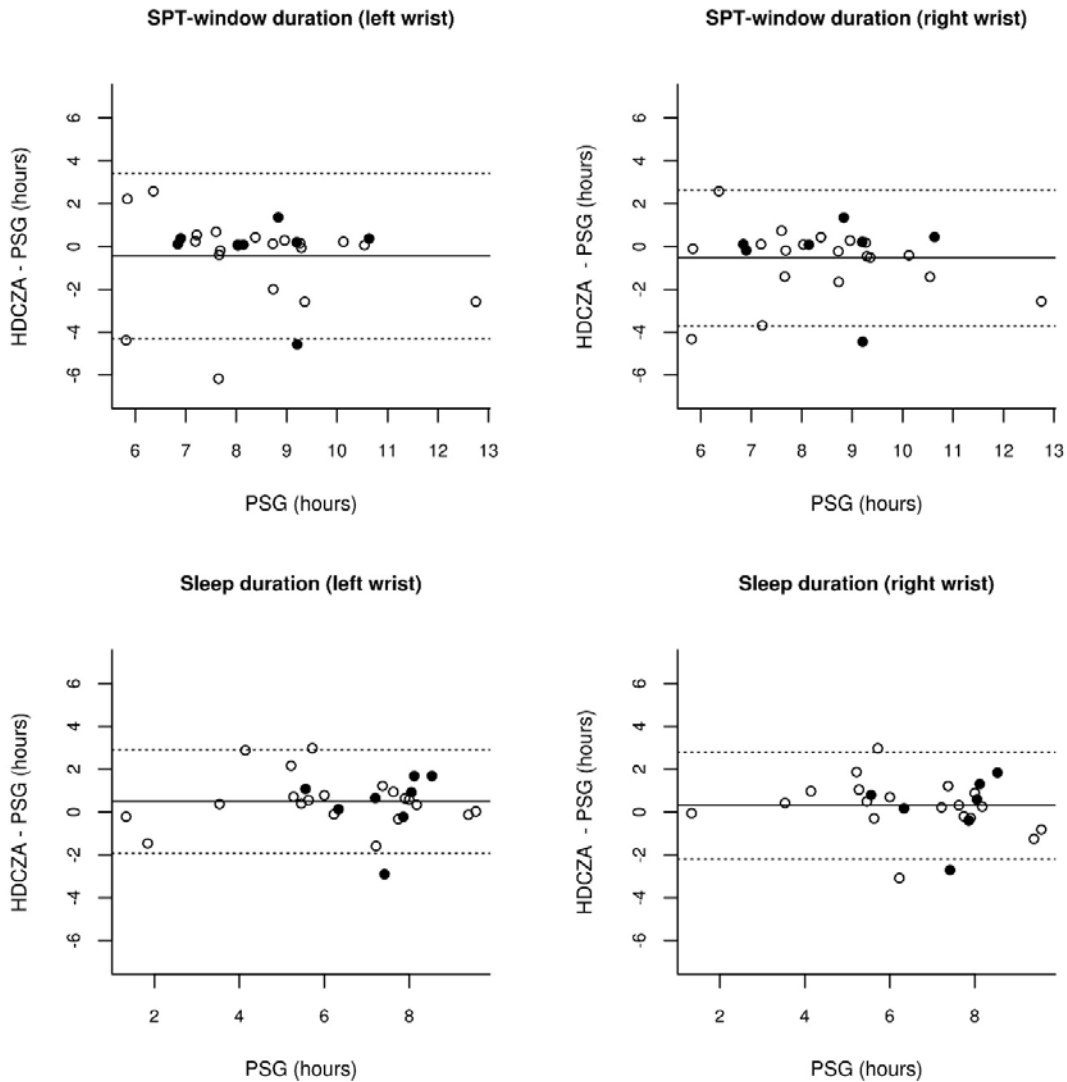 SPT-window duration (left wrist)
HDCZA - PSG (hours)
6
4
2
0
-2
-4
-6
6 7 8 9 10 11 12 13
PSG (hours)
SPT-window duration (right wrist)
HDCZA - PSG (hours)
6
4
2
0
-2
-4
-6
6 7 8 9 10 11 12 13
PSG (hours)
Sleep duration (left wrist)
HDCZA - PSG (hours)
6
4
2
0
-2
-4
-6
2 4 6 8
PSG (hours)
Sleep duration (right wrist)
HDCZA - PSG (hours)
6
4
2
0
-2
-4
-6
2 4 6 8
PSG (hours)